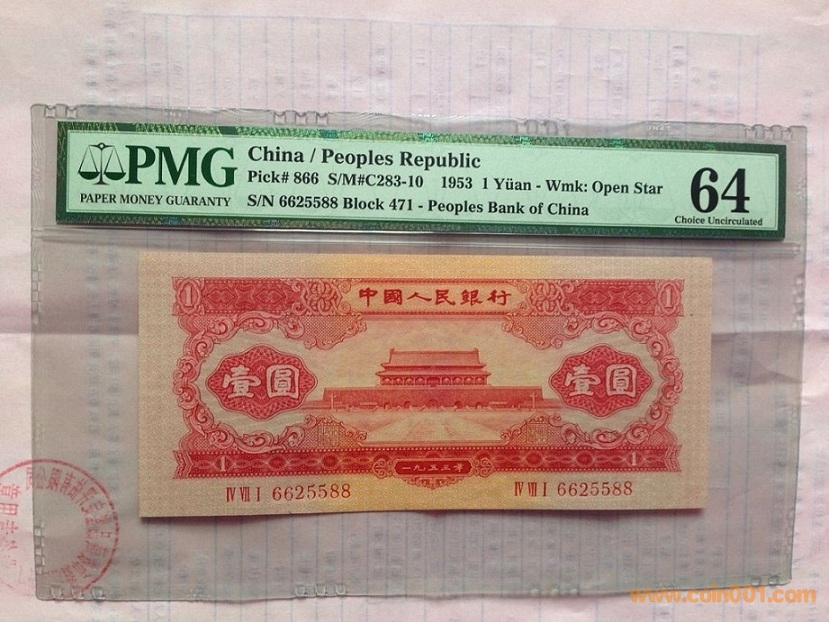 PMG
PAPER MONEY GUARANTY
China / Peoples Republic
Pick# 866 S/M#C283-10 1953 1 Yüan - Wmk: Open Star
S/N 6625588 Block 471 - Peoples Bank of China
64
Choice Uncirculated
中國人民銀行
1
1
壹圓
壹圓
1
一九五三年
1
IV VII I 6625588
IV VII I 6625588
www.coin001.com